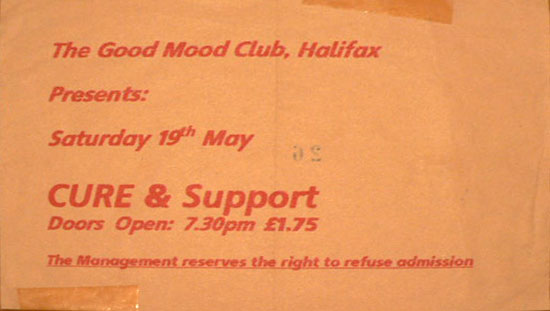 The Good Mood Club, Halifax
Presents:
Saturday 19th May
26
CURE & Support
Doors Open: 7.30pm £1.75
The Management reserves the right to refuse admission